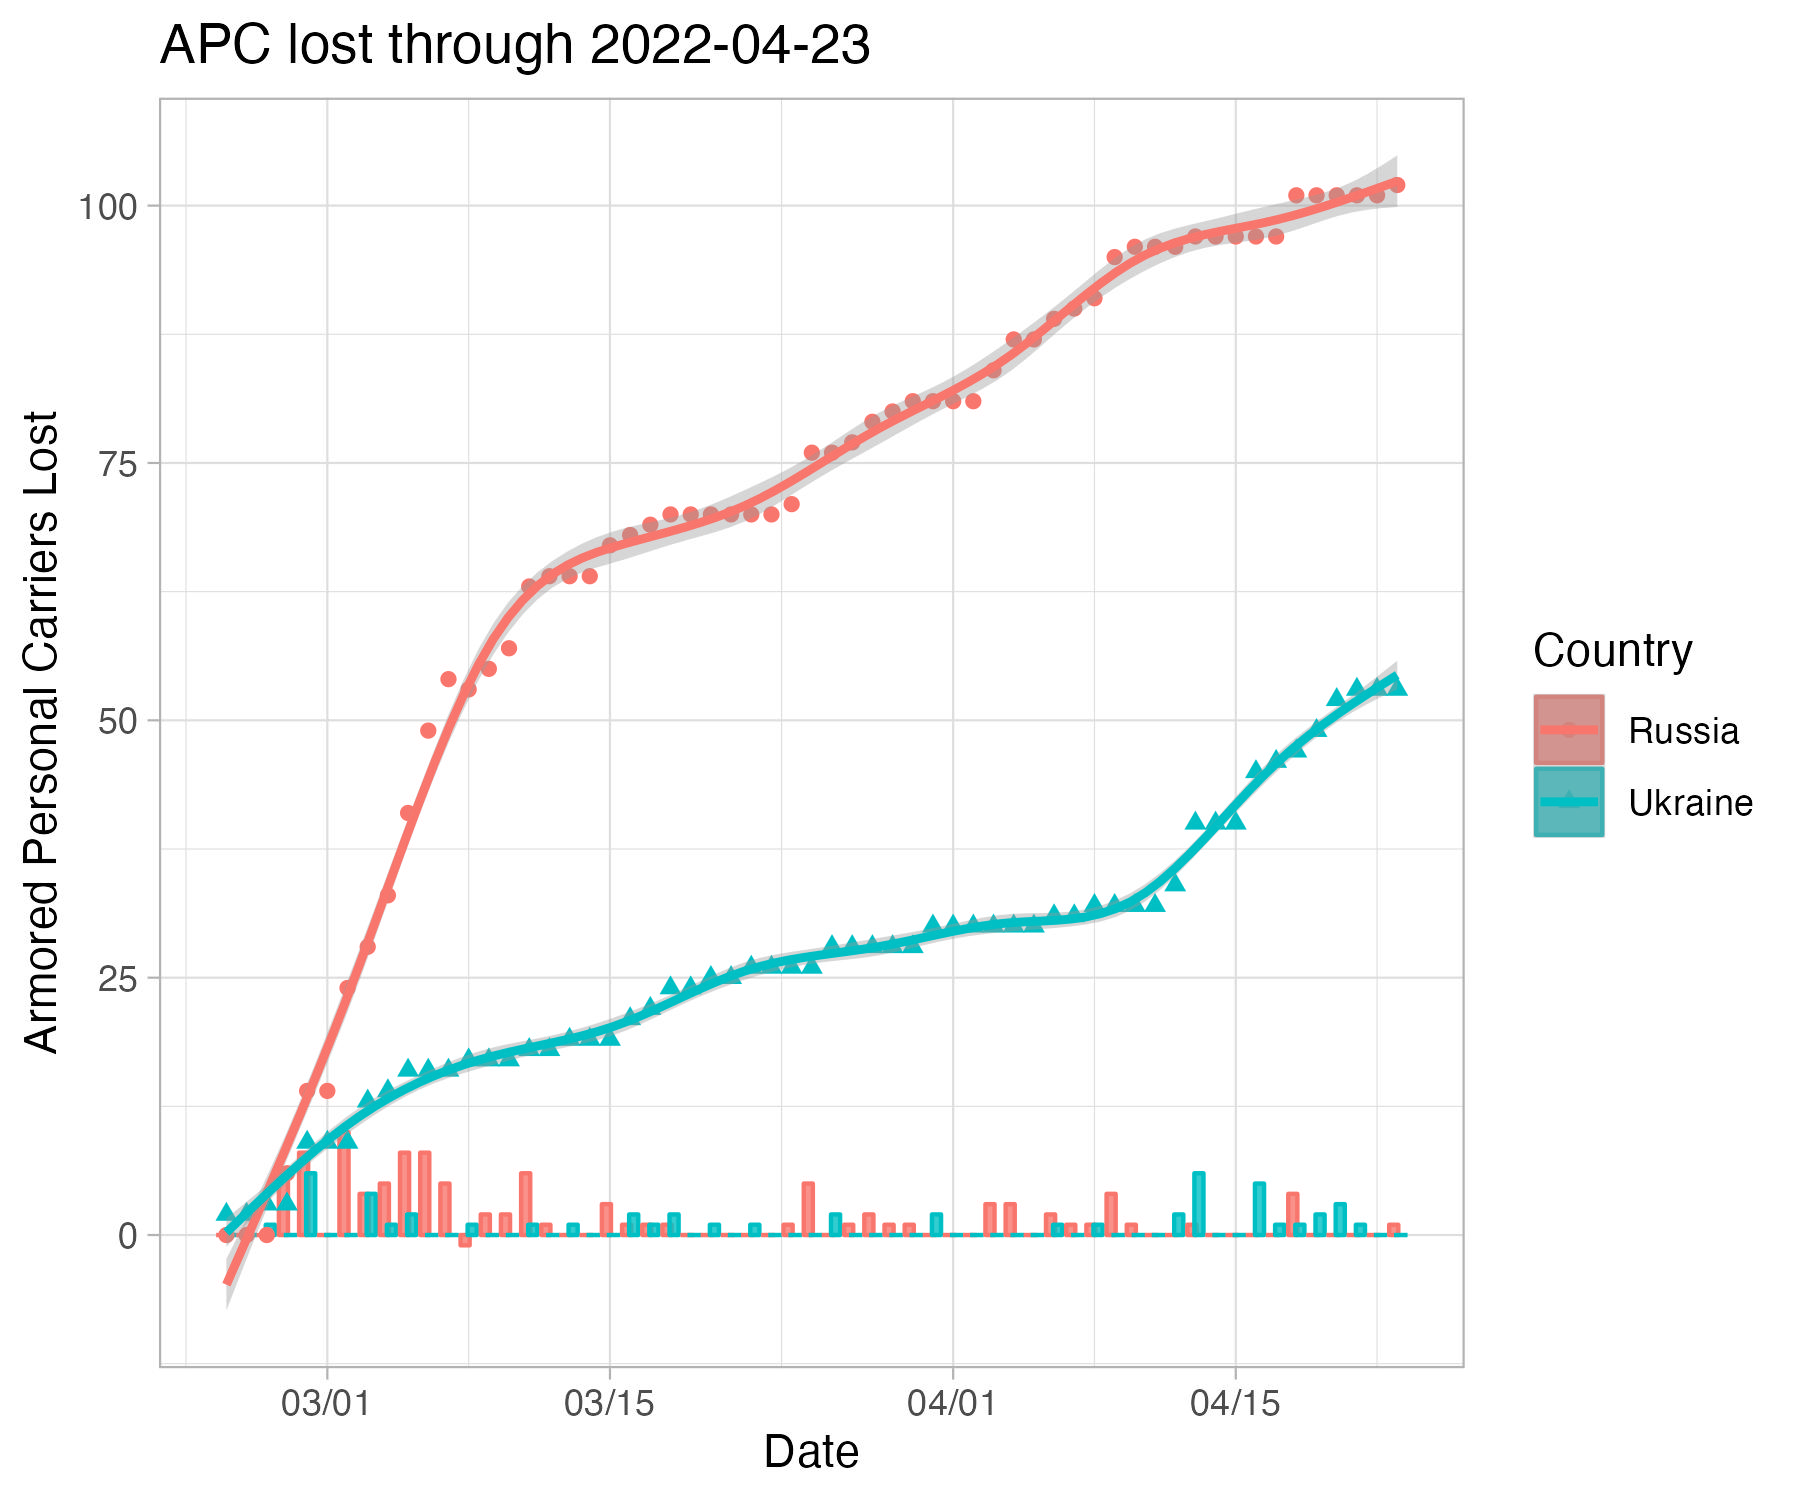 APC lost through 2022-04-23
Armored Personal Carriers Lost
100
75
50
25
0
03/01
03/15
04/01
04/15
Date
Country
Russia
Ukraine